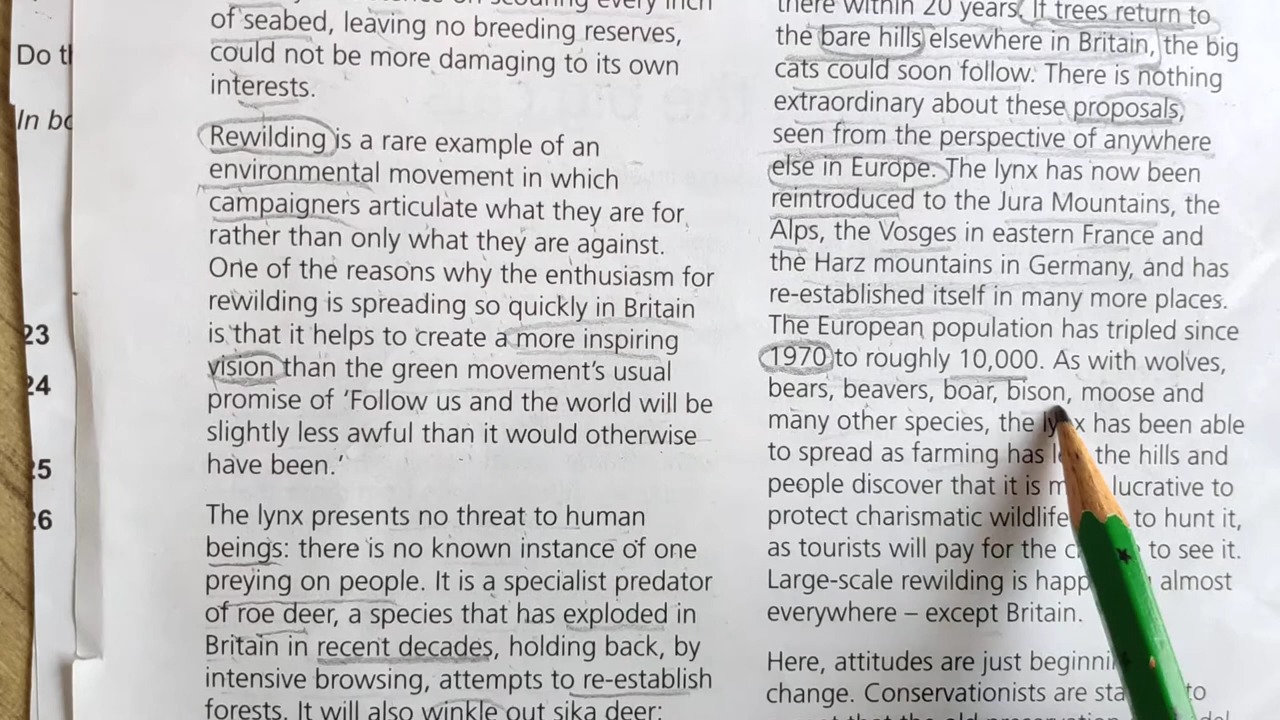 Do th
In bo
23
24
25
26
of seabed, leaving no breeding reserves,
could not be more damaging to its own
interests.
Rewilding is a rare example of an
environmental movement in which
campaigners articulate what they are for
rather than only what they are against.
One of the reasons why the enthusiasm for
rewilding is spreading so quickly in Britain
is that it helps to create a more inspiring
vision than the green movement's usual
promise of 'Follow us and the world will be
slightly less awful than it would otherwise
have been.'
The lynx presents no threat to human
beings: there is no known instance of one
preying on people. It is a specialist predator
of roe deer, a species that has exploded in
Britain in recent decades, holding back, by
intensive browsing, attempts to re-establish
forests. It will also winkle out sika deer:
there within 20 years. If trees return to
the bare hills elsewhere in Britain, the big
cats could soon follow. There is nothing
extraordinary about these proposals,
seen from the perspective of anywhere
else in Europe. The lynx has now been
reintroduced to the Jura Mountains, the
Alps, the Vosges in eastern France and
the Harz mountains in Germany, and has
re-established itself in many more places.
The European population has tripled since
1970 to roughly 10,000. As with wolves,
bears, beavers, boar, bison, moose and
many other species, the lynx has been able
to spread as farming has the hills and
people discover that it is lucrative to
protect charismatic wildlife to hunt it,
as tourists will pay for the to see it.
Large-scale rewilding is almost
everywhere – except Britain.
Here, attitudes are just
change. Conservationists are to